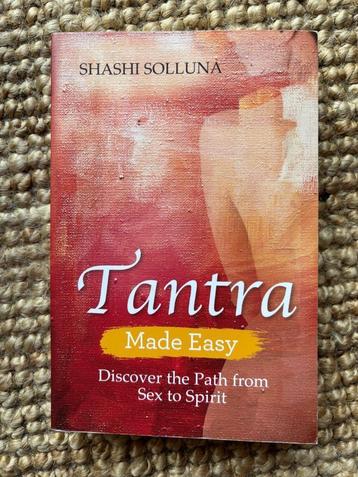 SHASHI SOLLUNA
Tantra
Made Easy
Discover the Path from
Sex to Spirit